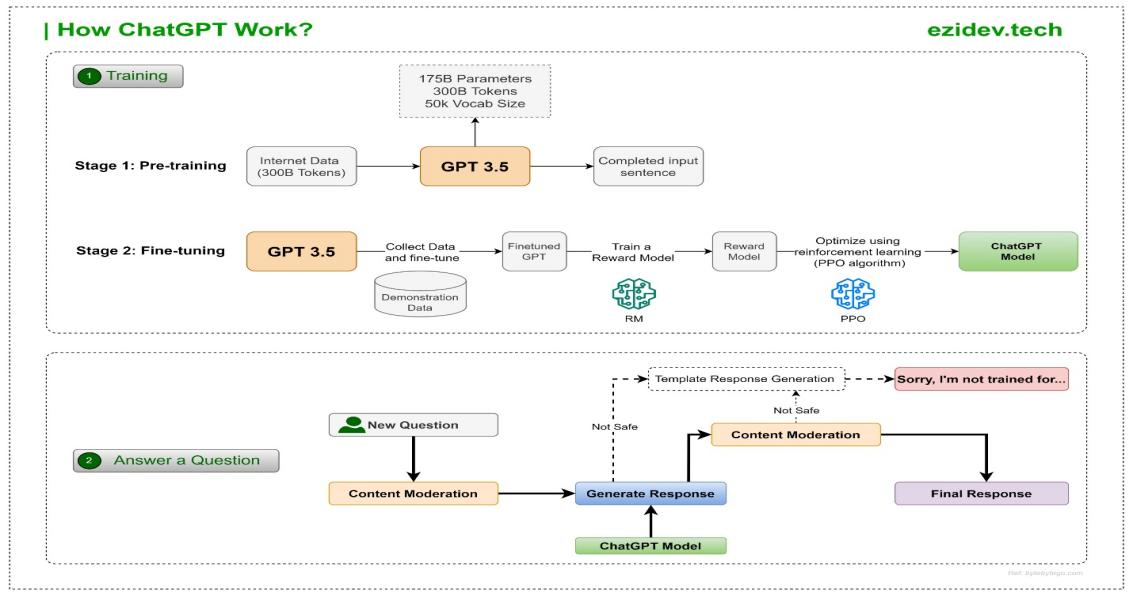 | How ChatGPT Work?
ezidev.tech
1 Training
175B Parameters
300B Tokens
50k Vocab Size
Stage 1: Pre-training
Internet Data
(300B Tokens)
GPT 3.5
Completed input
sentence
Stage 2: Fine-tuning
GPT 3.5
Collect Data
and fine-tune
Demonstration
Data
Finetuned
GPT
Train a
Reward Model
RM
Reward
Model
Optimize using
reinforcement learning
(PPO algorithm)
PPO
ChatGPT
Model
2 Answer a Question
New Question
Content Moderation
Generate Response
ChatGPT Model
Not Safe
Template Response Generation
Sorry, I'm not trained for...
Not Safe
Content Moderation
Final Response
Ref: bytebytego.com